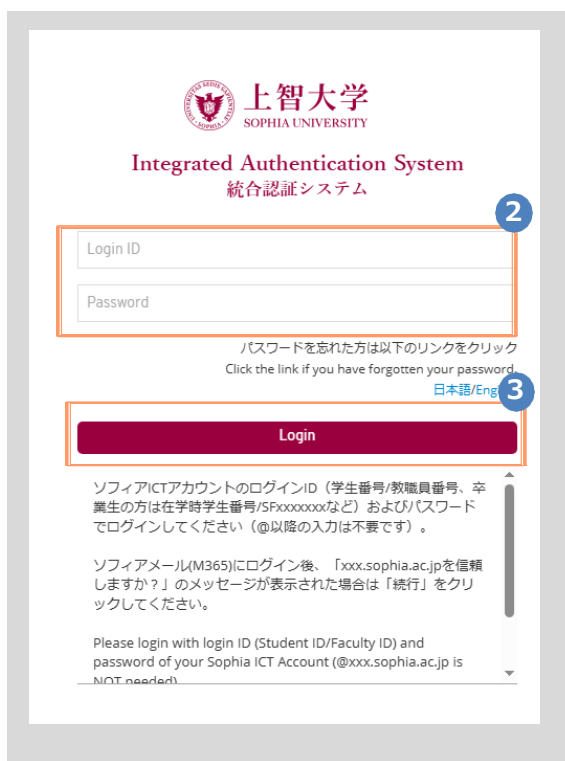 上智大学
SOPHIA UNIVERSITY
Integrated Authentication System
統合認証システム
2
Login ID
Password
パスワードを忘れた方は以下のリンクをクリック
Click the link if you have forgotten your password.
日本語/Eng
3
Login
ソフィアICTアカウントのログインID（学生番号/教職員番号、卒
業生の方は在学時学生番号/SFxxxxxxxなど）およびパスワード
でログインしてください（@以降の入力は不要です）。
ソフィアメール(M365)にログイン後、「xxx.sophia.ac.jpを信頼
しますか？」のメッセージが表示された場合は「続行」をクリ
ックしてください。
Please login with login ID (Student ID/Faculty ID) and
password of your Sophia ICT Account (@xxx.sophia.ac.jp is
NOT needed)